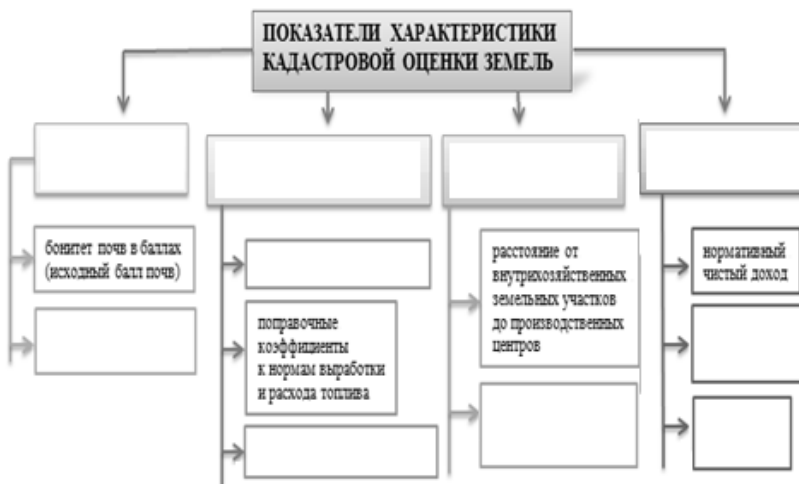 ПОКАЗАТЕЛИ ХАРАКТЕРИСТИКИ
КАДАСТРОВОЙ ОЦЕНКИ ЗЕМЕЛЬ
бонитет почв в баллах
(исходный балл почв)
поправочные
коэффициенты
к нормам выработки
и расхода топлива
расстояние от
внутрихозяйственных
земельных участков
до производственных
центров
нормативный
чистый доход